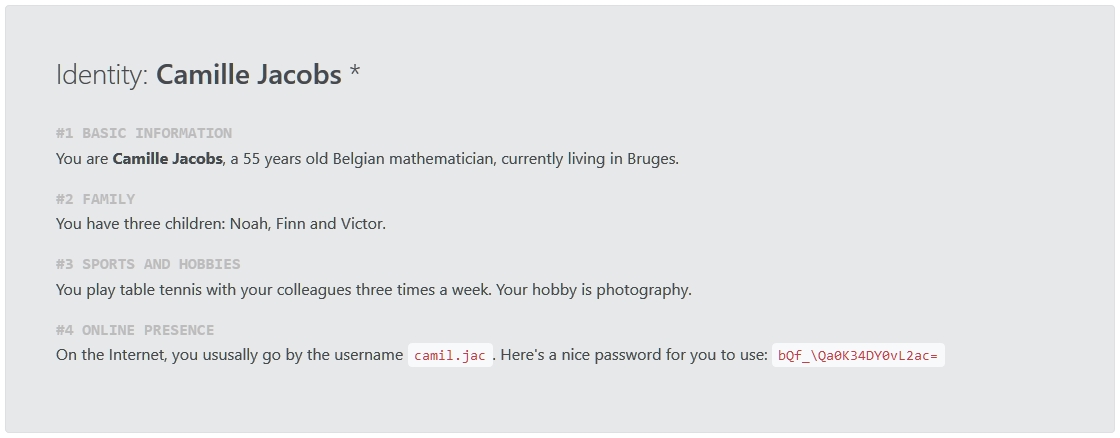 Identity: Camille Jacobs *
#1 BASIC INFORMATION
You are Camille Jacobs, a 55 years old Belgian mathematician, currently living in Bruges.
#2 FAMILY
You have three children: Noah, Finn and Victor.
#3 SPORTS AND HOBBIES
You play table tennis with your colleagues three times a week. Your hobby is photography.
#4 ONLINE PRESENCE
On the Internet, you ususally go by the username camil.jac. Here's a nice password for you to use: bQf_\Qa0K34DY0vL2ac=